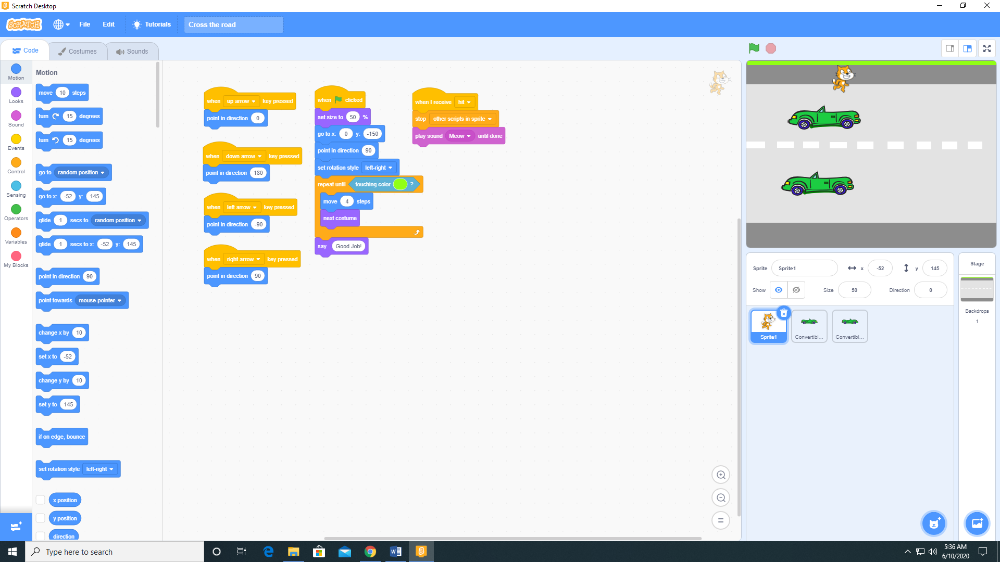 Scratch Desktop
SCRATCH
File
Edit
Tutorials
Cross the road
Code
Costumes
Sounds
Motion
Looks
Sound
Events
Control
Sensing
Operators
Variables
My Blocks
Motion
move 10 steps
turn 15 degrees
turn 15 degrees
go to random position
go to x: -52 y: 145
glide 1 secs to random position
glide 1 secs to x: -52 y: 145
point in direction 90
point towards mouse-pointer
change x by 10
set x to -52
change y by 10
set y to 145
if on edge, bounce
set rotation style left-right
x position
y position
direction
when up arrow key pressed
point in direction 0
when down arrow key pressed
point in direction 180
when left arrow key pressed
point in direction -90
when right arrow key pressed
point in direction 90
when clicked
set size to 50 %
go to x: 0 y: -150
point in direction 90
set rotation style left-right
repeat until touching color ?
move 4 steps
next costume
say Good Job!
when I receive hit
stop other scripts in sprite
play sound Meow until done
Sprite Sprite1 x -52 y 145
Show Size 50 Direction 0
Sprite1
Convertibl...
Convertibl...
Stage
Backdrops
1
Type here to search
5:36 AM
6/10/2020